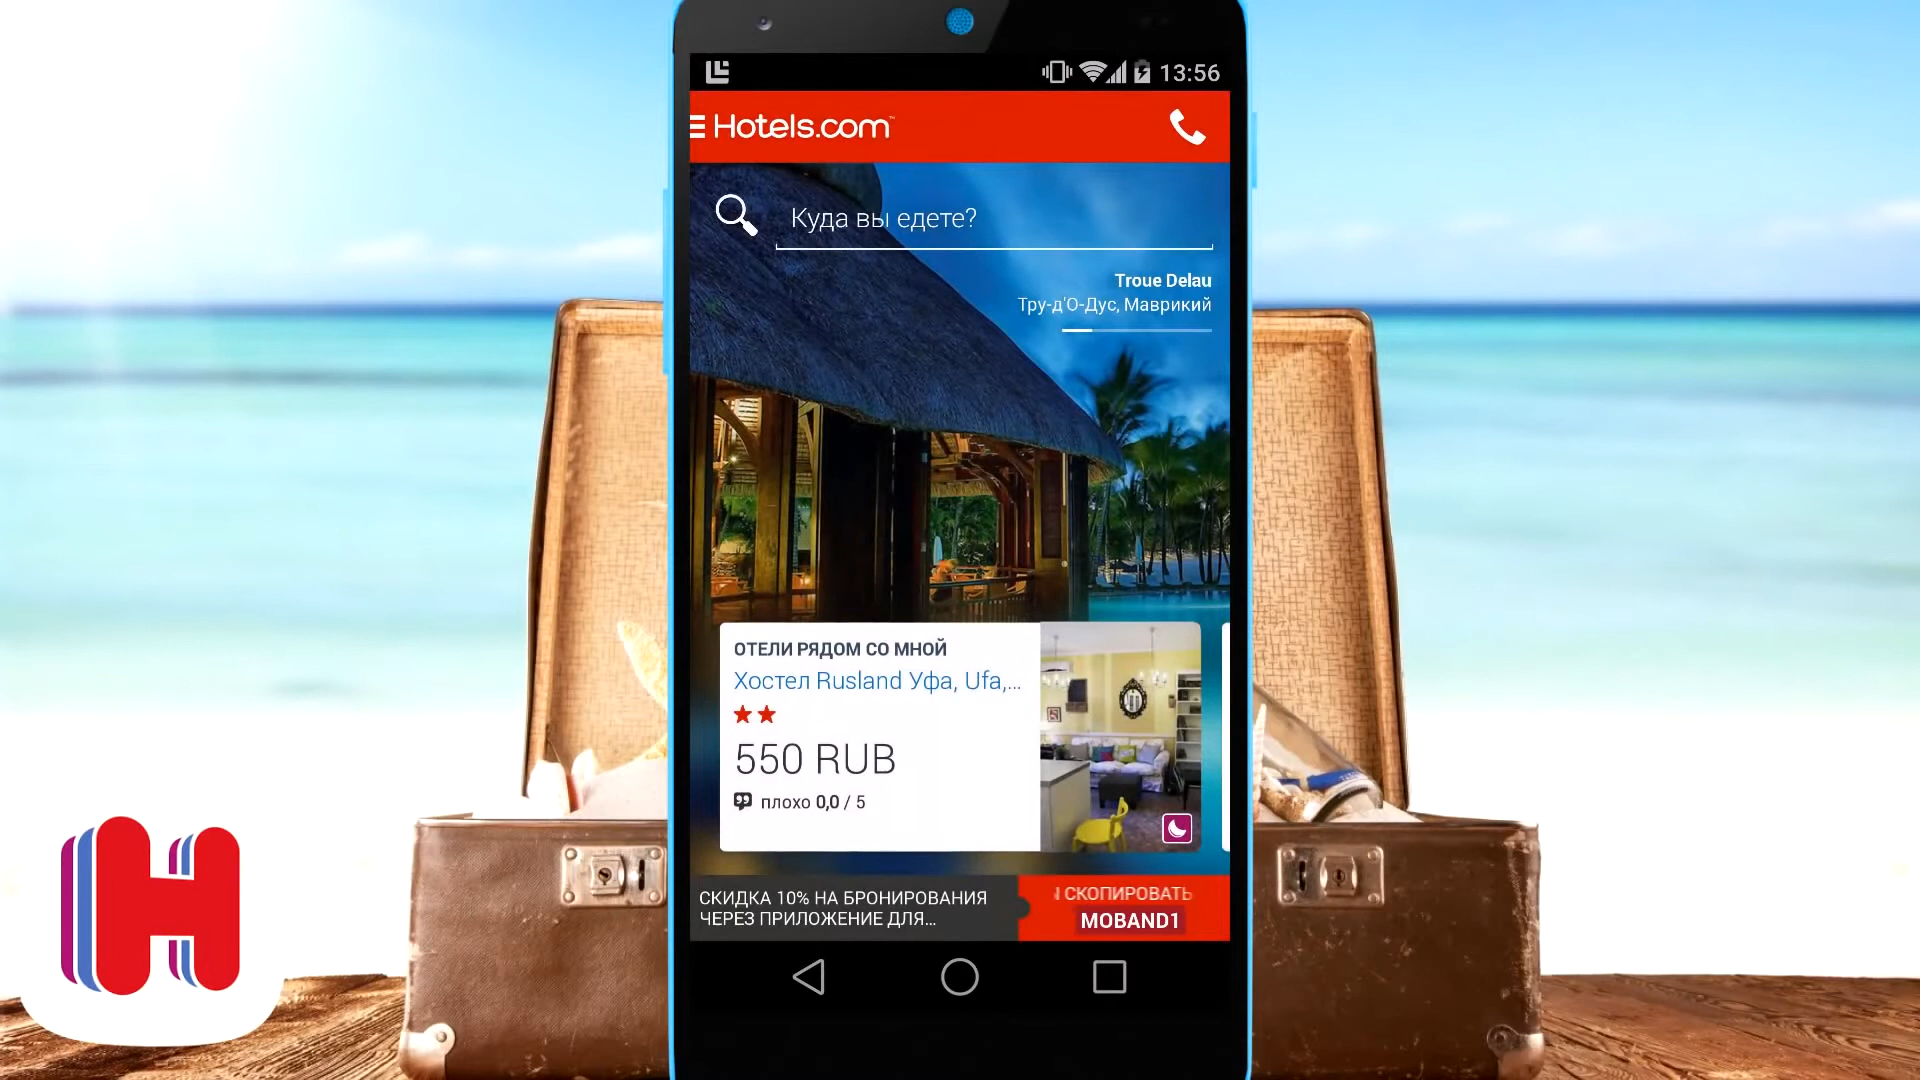 13:56
Hotels.com™
Куда вы едете?
Troue Delau
Тру-д'О-Дус, Маврикий
ОТЕЛИ РЯДОМ СО МНОЙ
Хостел Rusland Уфа, Ufa,...
550 RUB
плохо 0,0 / 5
СКИДКА 10% НА БРОНИРОВАНИЯ
ЧЕРЕЗ ПРИЛОЖЕНИЕ ДЛЯ...
СКОПИРОВАТЬ
MOBAND1